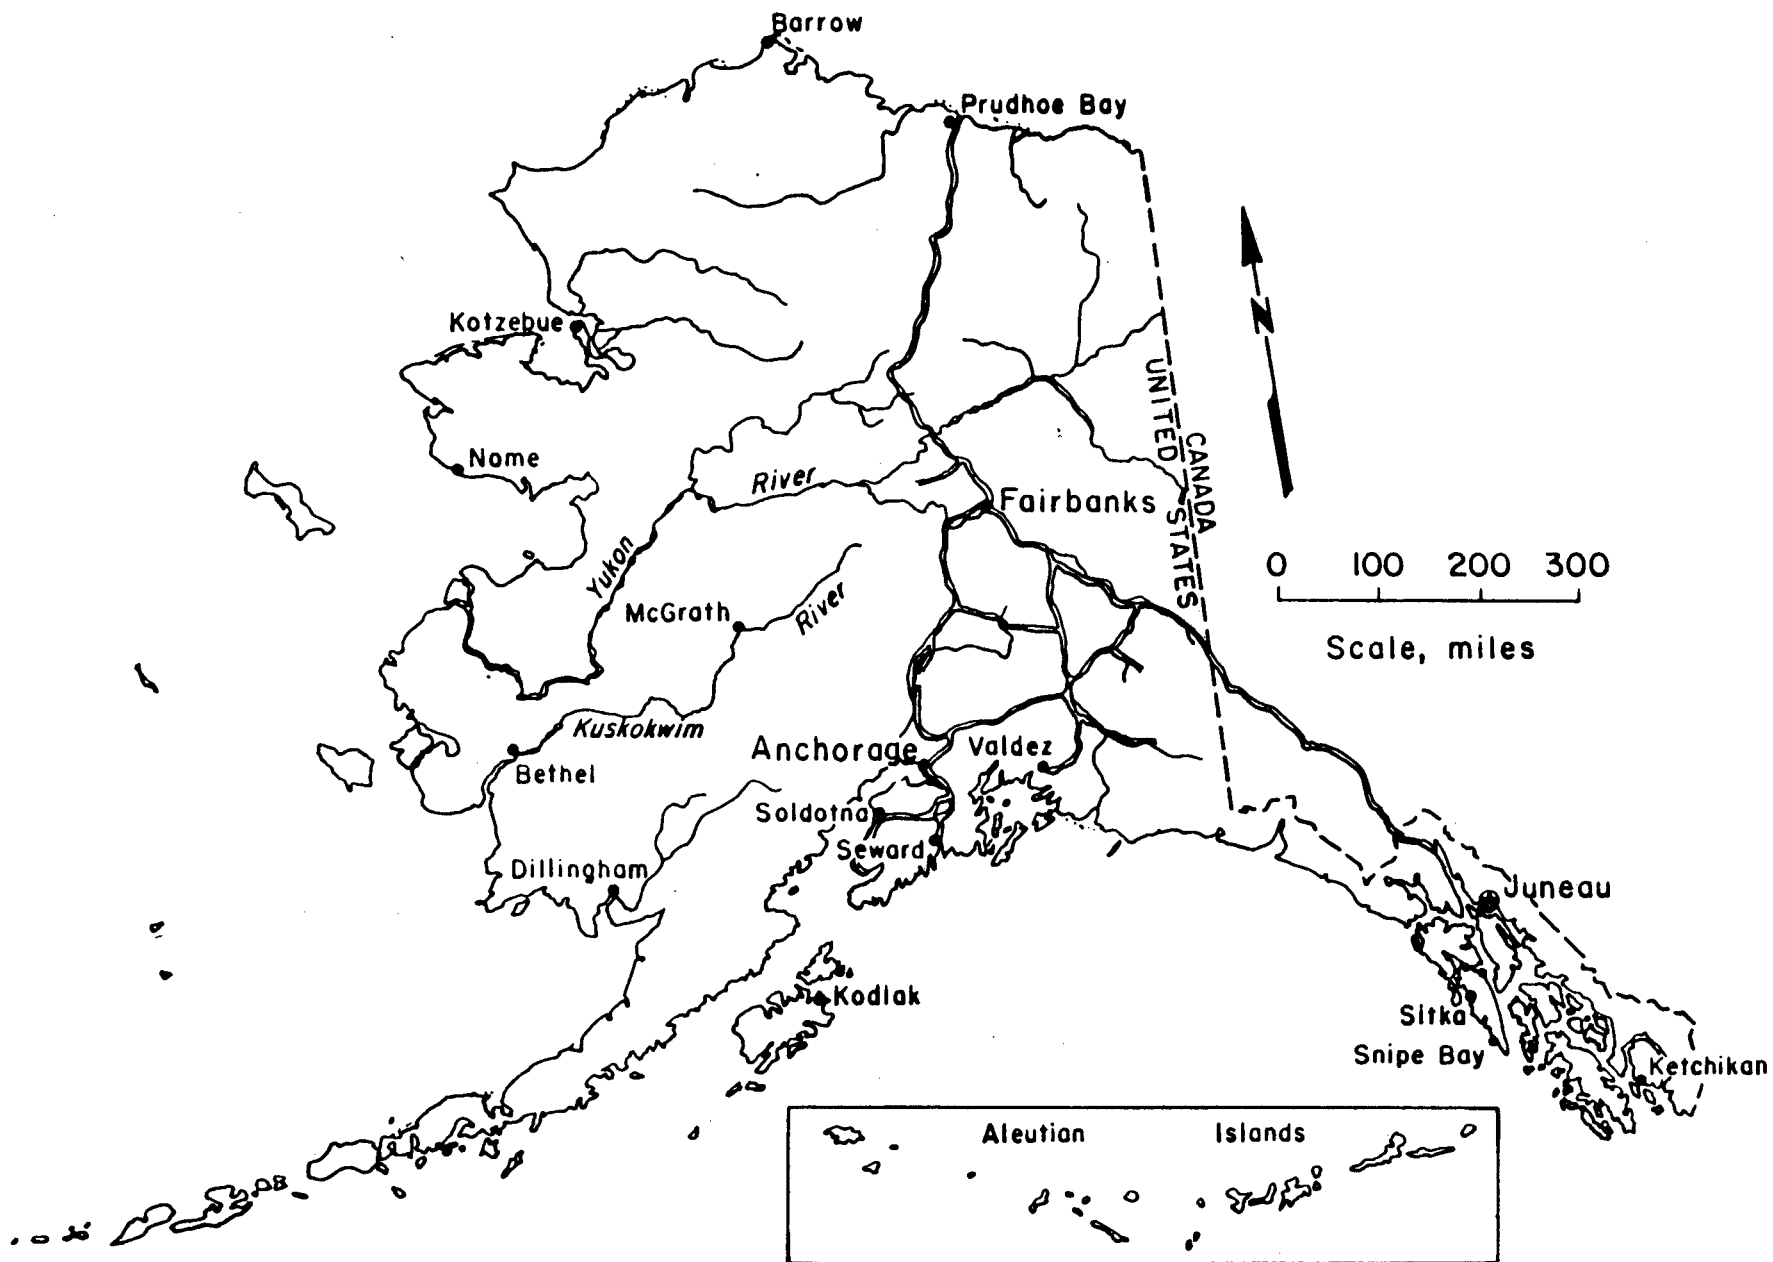 Barrow
Prudhoe Bay
Kotzebue
N
UNITED STATES
CANADA
Nome
River
Fairbanks
Yukon
0 100 200 300
Scale, miles
McGrath
River
Kuskokwim
Bethel
Anchorage
Valdez
Soldotna
Seward
Dillingham
Juneau
Kodiak
Sitka
Snipe Bay
Ketchikan
Aleutian Islands